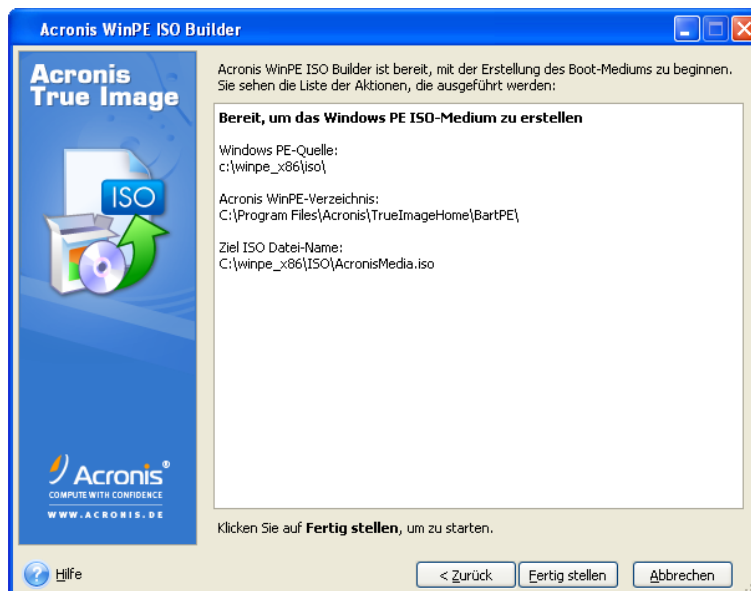 Acronis WinPE ISO Builder
Acronis
True Image
ISO
Acronis®
COMPUTE WITH CONFIDENCE
WWW.ACRONIS.DE
Acronis WinPE ISO Builder ist bereit, mit der Erstellung des Boot-Mediums zu beginnen.
Sie sehen die Liste der Aktionen, die ausgeführt werden:
Bereit, um das Windows PE ISO-Medium zu erstellen
Windows PE-Quelle:
c:\winpe_x86\iso\
Acronis WinPE-Verzeichnis:
C:\Program Files\Acronis\TrueImageHome\BartPE\
Ziel ISO Datei-Name:
C:\winpe_x86\ISO\AcronisMedia.iso
Klicken Sie auf Fertig stellen, um zu starten.
Hilfe
< Zurück
Fertig stellen
Abbrechen